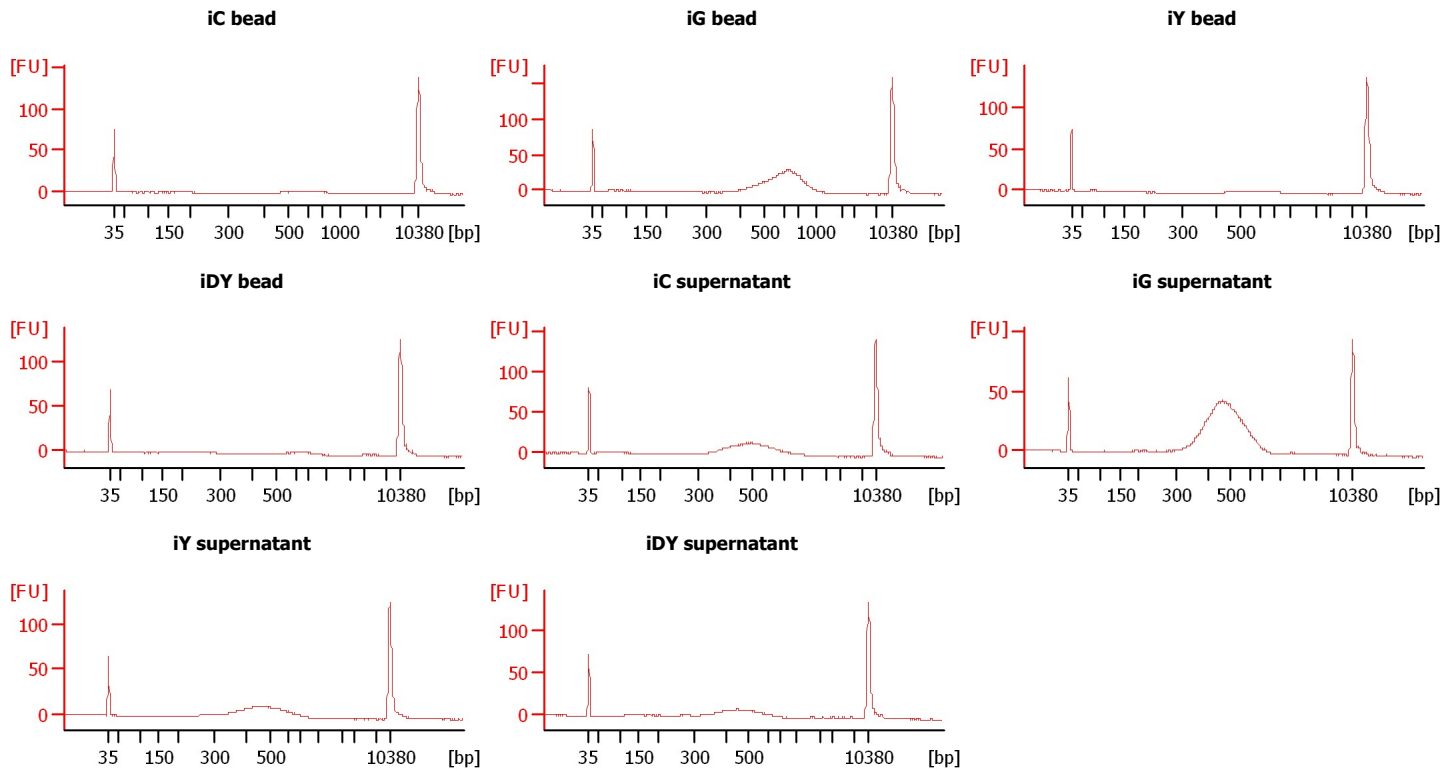 iC bead
[FU]
100
50
0
35 150 300 500 1000 10380 [bp]
iG bead
[FU]
100
50
0
35 150 300 500 1000 10380 [bp]
iY bead
[FU]
100
50
0
35 150 300 500 10380 [bp]
iDY bead
[FU]
100
50
0
35 150 300 500 10380 [bp]
iC supernatant
[FU]
100
50
0
35 150 300 500 10380 [bp]
iG supernatant
[FU]
50
0
35 150 300 500 10380 [bp]
iY supernatant
[FU]
100
50
0
35 150 300 500 10380 [bp]
iDY supernatant
[FU]
100
50
0
35 150 300 500 10380 [bp]